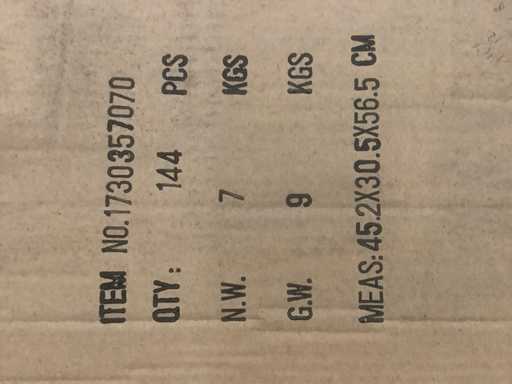 ITEM NO.1730357070
QTY: 144 PCS
N.W. 7 KGS
G.W. 9 KGS
MEAS:45.2X30.5X56.5 CM